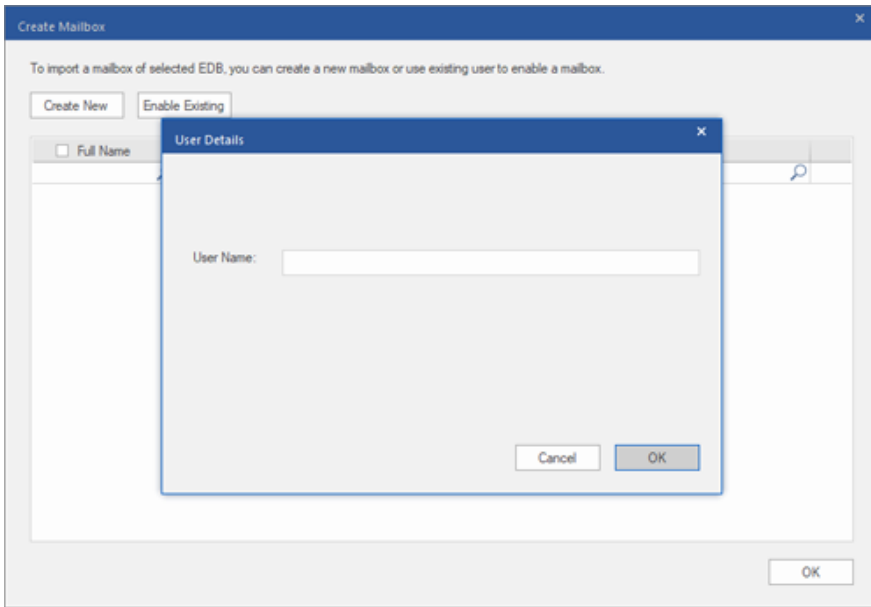 Create Mailbox
To import a mailbox of selected EDB, you can create a new mailbox or use existing user to enable a mailbox.
Create New
Enable Existing
Full Name
User Details
User Name:
Cancel
OK
OK